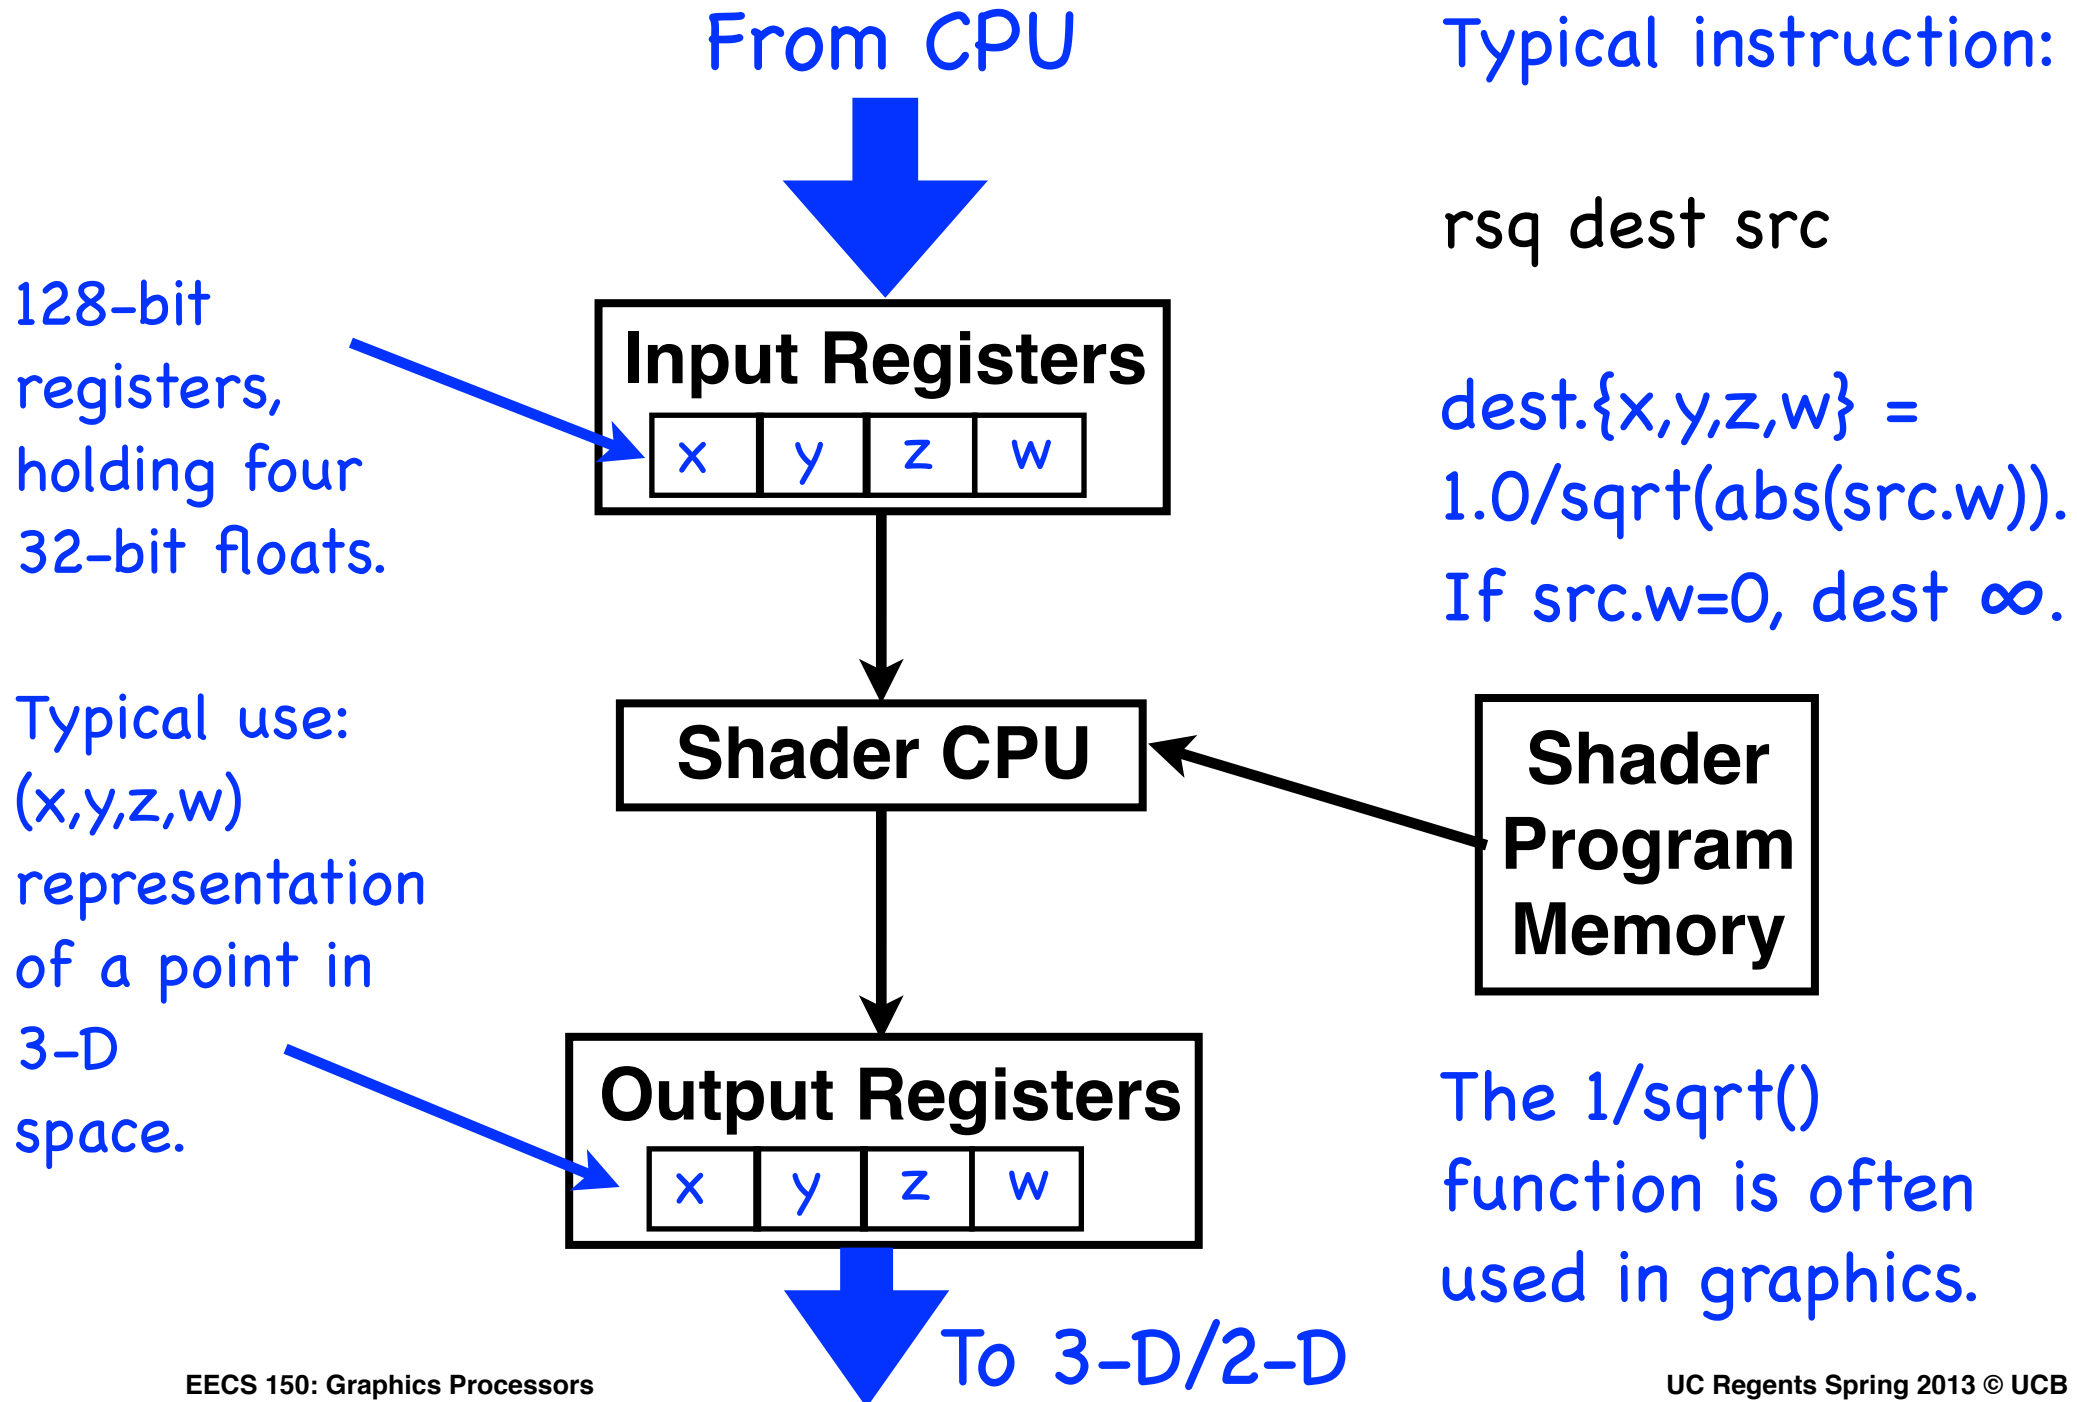 From CPU
Typical instruction:
rsq dest src
dest.{x,y,z,w} =
1.0/sqrt(abs(src.w)).
If src.w=0, dest ∞.
128-bit
registers,
holding four
32-bit floats.
Input Registers
x y z w
Typical use:
(x,y,z,w)
representation
of a point in
3-D
space.
Shader CPU
Shader
Program
Memory
Output Registers
x y z w
The 1/sqrt()
function is often
used in graphics.
To 3-D/2-D
EECS 150: Graphics Processors
UC Regents Spring 2013 © UCB